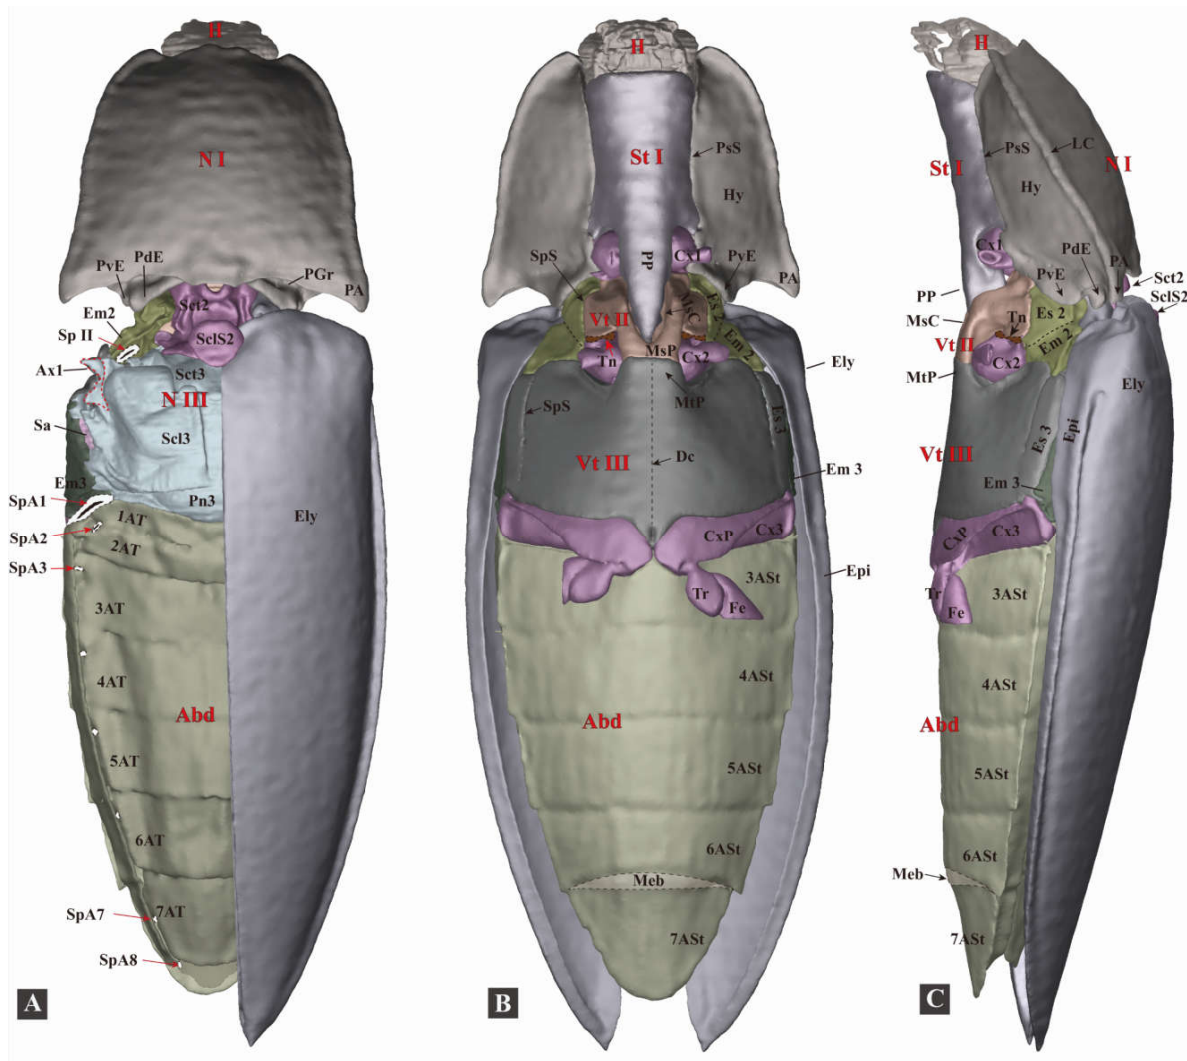 H
N I
PdE
PvE
PGr
PA
Em2
Sct2
Sp II
SclS2
Ax1
Sct3
N III
Sa
Scl3
Em3
SpA1
Pn3
Ely
1AT
SpA2
2AT
SpA3
3AT
4AT
Abd
5AT
6AT
SpA7
7AT
SpA8
A
H
St I
PsS
Hy
SpS
Cx1
PvE
PP
PA
Es 2
MsC
Vt II
Em 2
MsP
Tn
Cx2
Ely
MtP
SpS
Es 3
Vt III
Dc
Em 3
CxP
Cx3
Epi
3ASt
Tr
Fe
4ASt
Abd
5ASt
6ASt
Meb
7ASt
B
H
LC
St I
PsS
N I
Hy
Cx1
PdE
PA
PvE
Sct2
PP
SclS2
Tn
Es 2
MsC
Vt II
Em 2
MtP
Cx2
Ely
Epi
Es 3
Vt III
Em 3
CxP
Cx3
Tr
3ASt
Fe
4ASt
Abd
5ASt
6ASt
Meb
7ASt
C